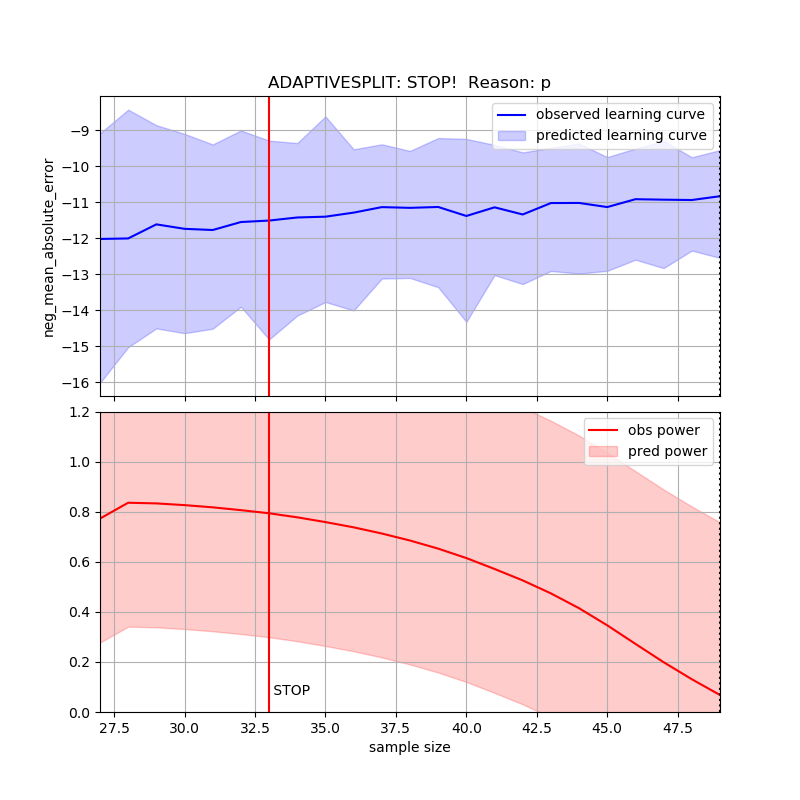 ADAPTIVESPLIT: STOP!  Reason: p
observed learning curve
predicted learning curve
neg_mean_absolute_error
−9
−10
−11
−12
−13
−14
−15
−16
obs power
pred power
1.2
1.0
0.8
0.6
0.4
0.2
0.0
STOP
27.5 30.0 32.5 35.0 37.5 40.0 42.5 45.0 47.5
sample size